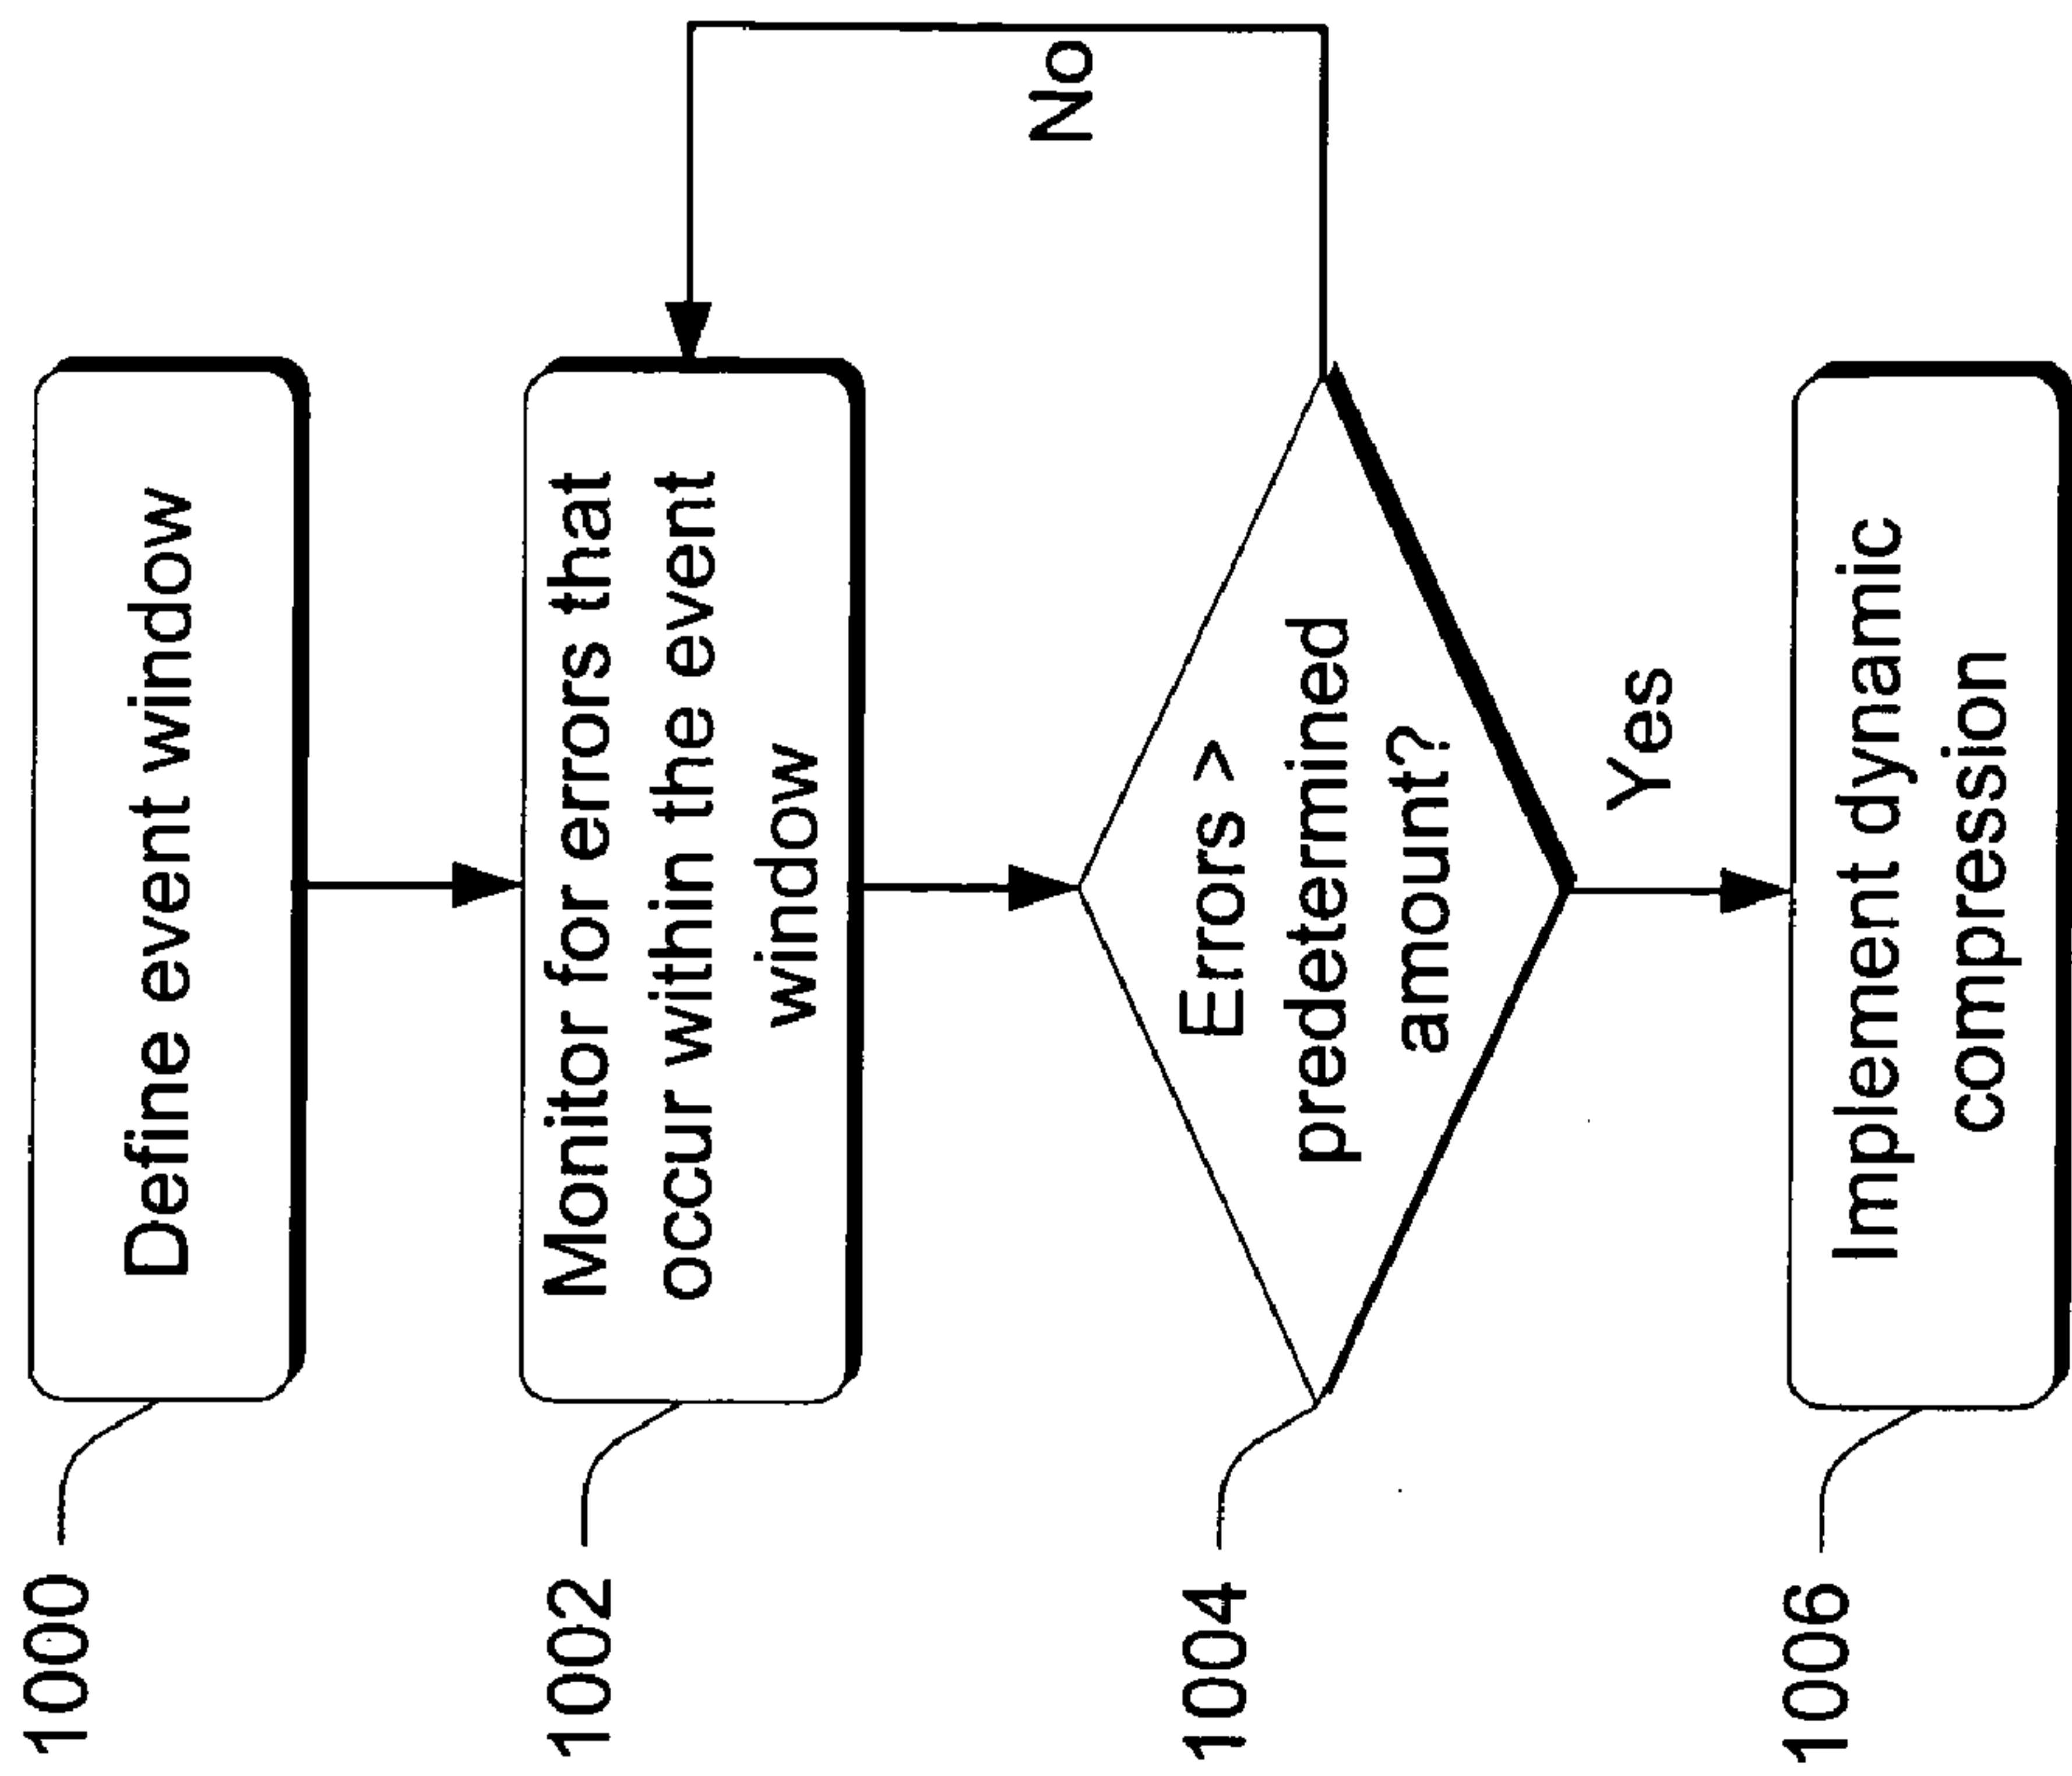 1000
Define event window
1002
Monitor for errors that
occur within the event
window
1004
Errors >
predetermined
amount?
No
Yes
1006
Implement dynamic
compression